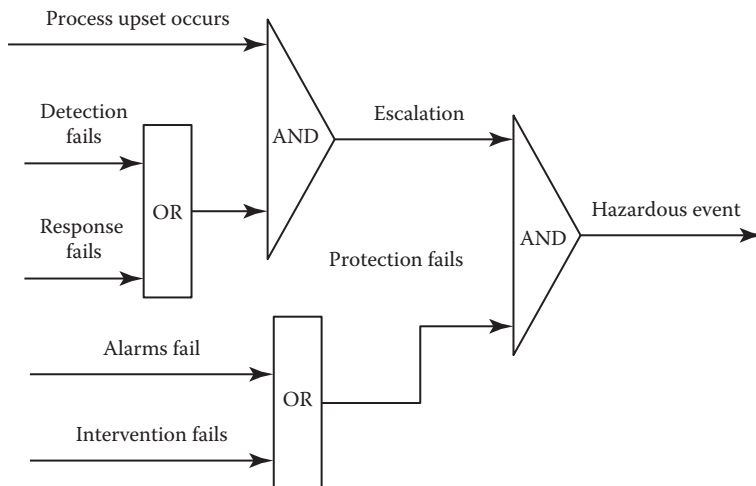 Process upset occurs
Detection
fails
AND
Escalation
OR
Response
fails
Hazardous event
AND
Protection fails
Alarms fail
OR
Intervention fails